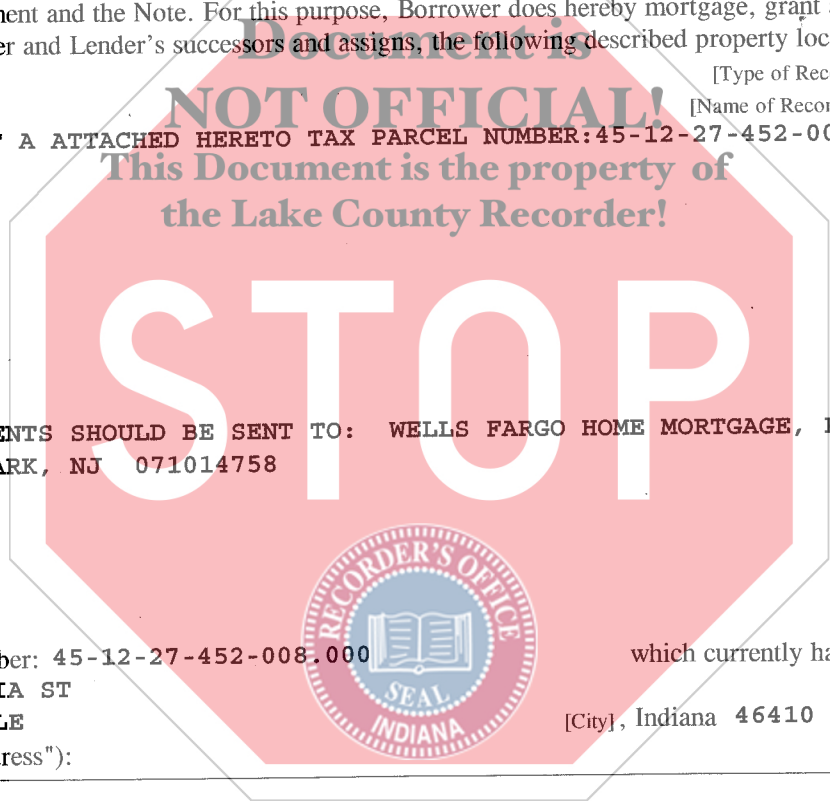 ent and the Note. For this purpose, Borrower does hereby mortgage, grant
er and Lender's successors and assigns, the following described property loc
Document is
[Type of Rec
NOT OFFICIAL!
[Name of Recor
A ATTACHED HERETO TAX PARCEL NUMBER:45-12-27-452-00
This Document is the property of
the Lake County Recorder!
STOP
ENTS SHOULD BE SENT TO: WELLS FARGO HOME MORTGAGE,
ARK, NJ 071014758
RECORDER'S OFFICE
SEAL
INDIANA
ber: 45-12-27-452-008.000 which currently ha
IA ST
LE [City], Indiana 46410
ress"):